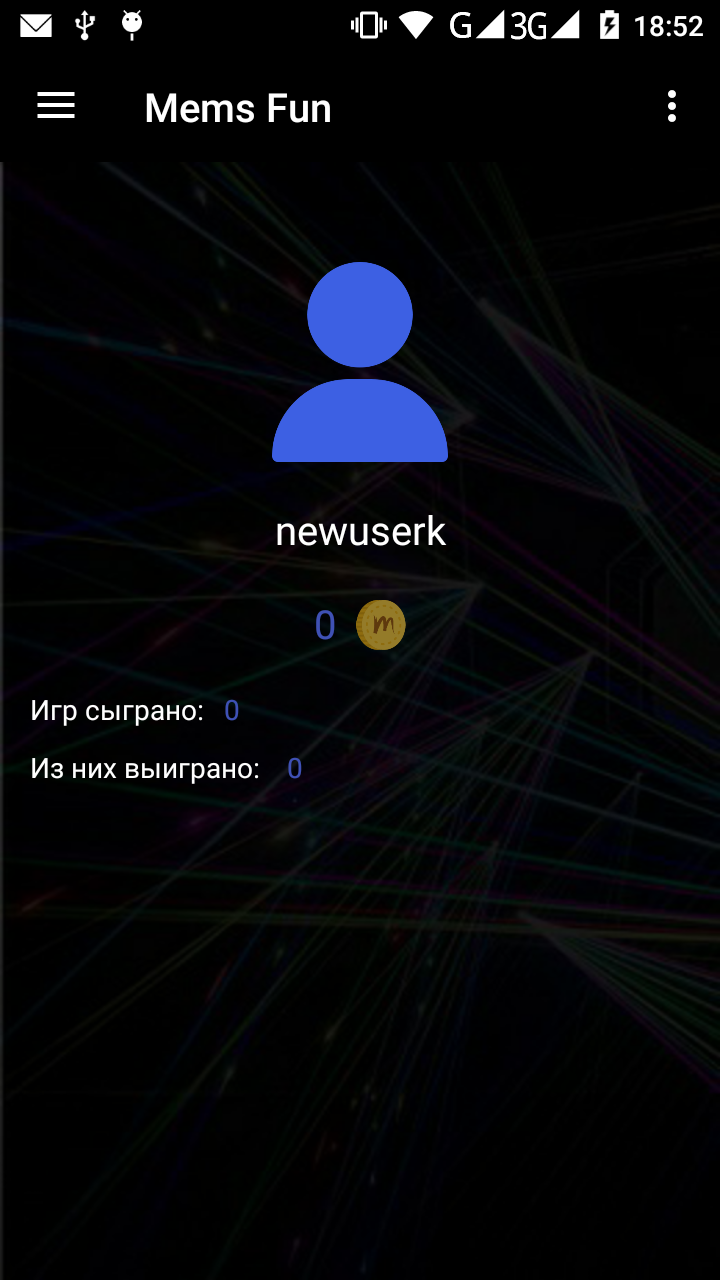 G 3G 18:52
Mems Fun
newuserk
0 m
Игр сыграно: 0
Из них выиграно: 0